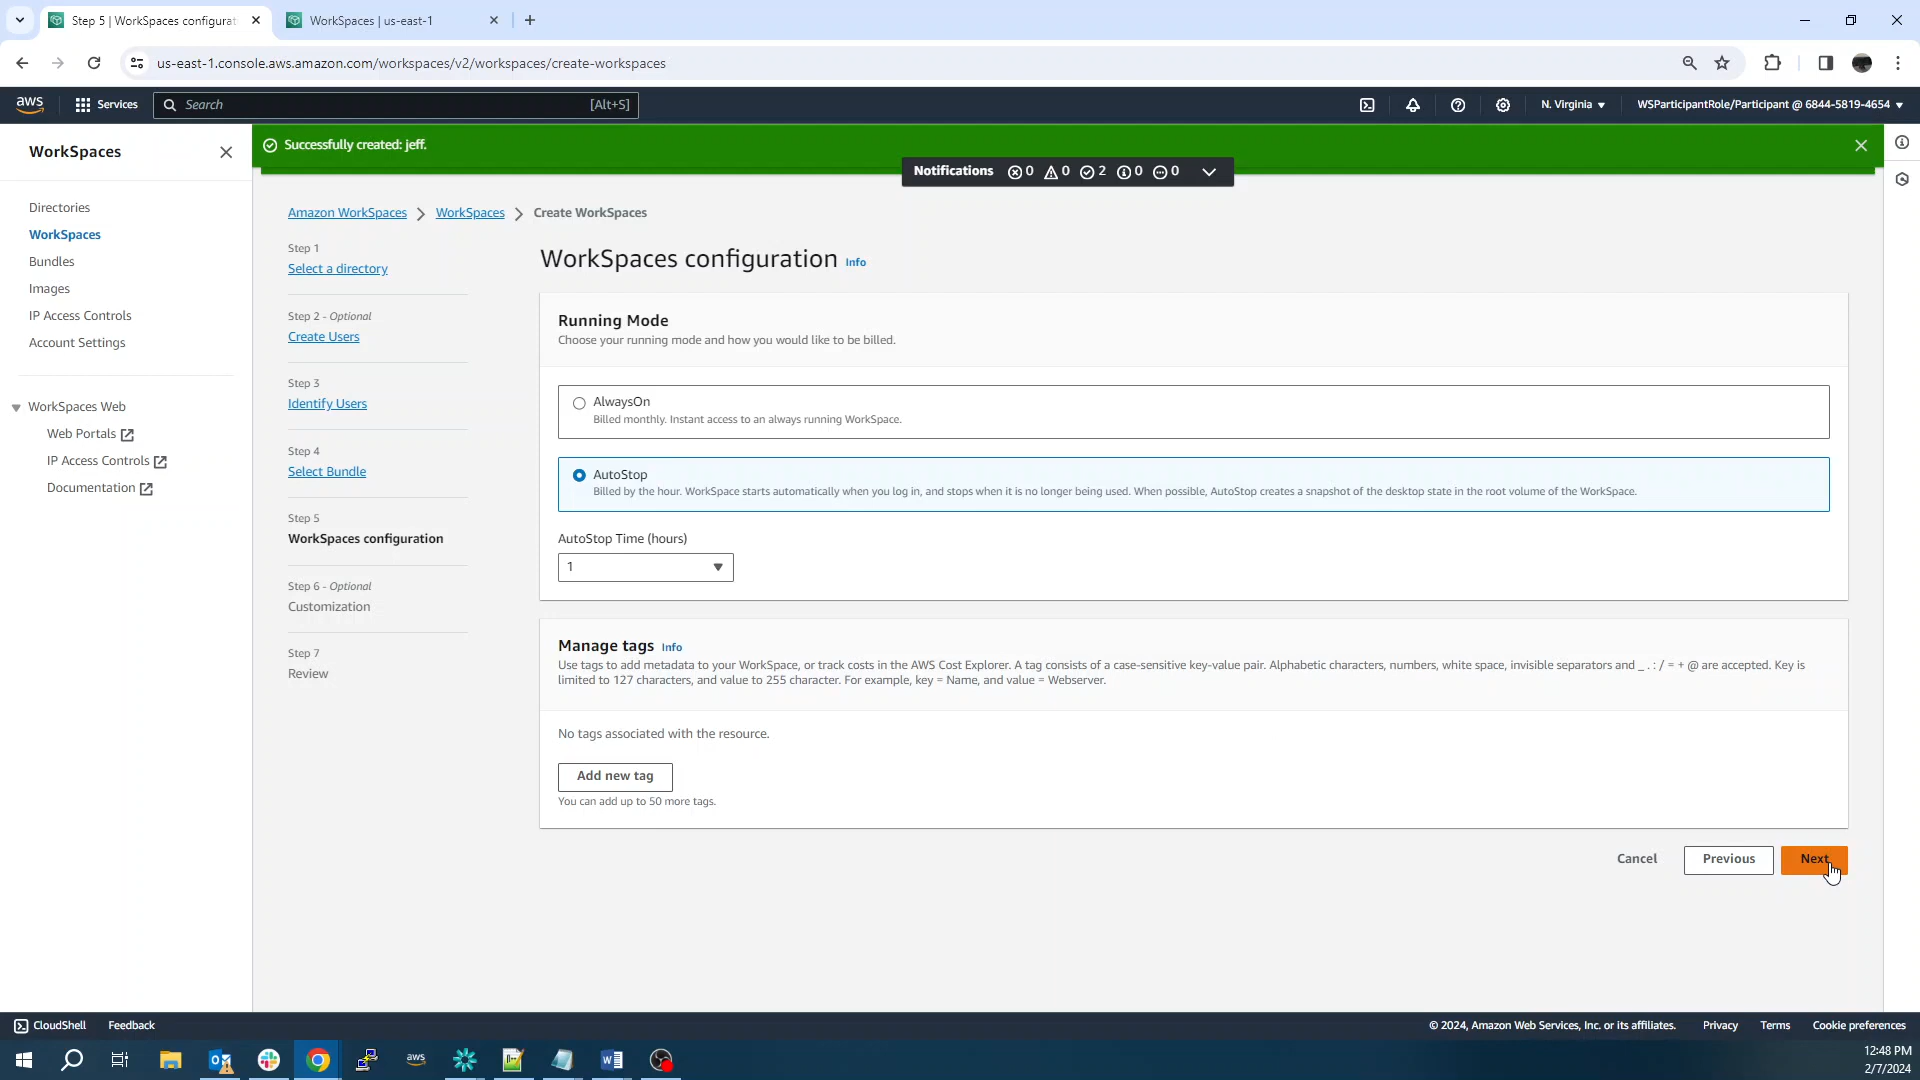 Step 5 | WorkSpaces configurat
WorkSpaces | us-east-1
us-east-1.console.aws.amazon.com/workspaces/v2/workspaces/create-workspaces
aws
Services
Search
[Alt+S]
N. Virginia
WSParticipantRole/Participant @ 6844-5819-4654
WorkSpaces
Directories
WorkSpaces
Bundles
Images
IP Access Controls
Account Settings
WorkSpaces Web
Web Portals
IP Access Controls
Documentation
Successfully created: jeff.
Notifications 0 0 2 0 0
Amazon WorkSpaces
WorkSpaces
Create WorkSpaces
Step 1
Select a directory
Step 2 - Optional
Create Users
Step 3
Identify Users
Step 4
Select Bundle
Step 5
WorkSpaces configuration
Step 6 - Optional
Customization
Step 7
Review
WorkSpaces configuration Info
Running Mode
Choose your running mode and how you would like to be billed.
AlwaysOn
Billed monthly. Instant access to an always running WorkSpace.
AutoStop
Billed by the hour. WorkSpace starts automatically when you log in, and stops when it is no longer being used. When possible, AutoStop creates a snapshot of the desktop state in the root volume of the WorkSpace.
AutoStop Time (hours)
1
Manage tags Info
Use tags to add metadata to your WorkSpace, or track costs in the AWS Cost Explorer. A tag consists of a case-sensitive key-value pair. Alphabetic characters, numbers, white space, invisible separators and _ . : / = + @ are accepted. Key is
limited to 127 characters, and value to 255 character. For example, key = Name, and value = Webserver.
No tags associated with the resource.
Add new tag
You can add up to 50 more tags.
Cancel
Previous
Next
CloudShell
Feedback
© 2024, Amazon Web Services, Inc. or its affiliates.
Privacy
Terms
Cookie preferences
aws
12:48 PM
2/7/2024